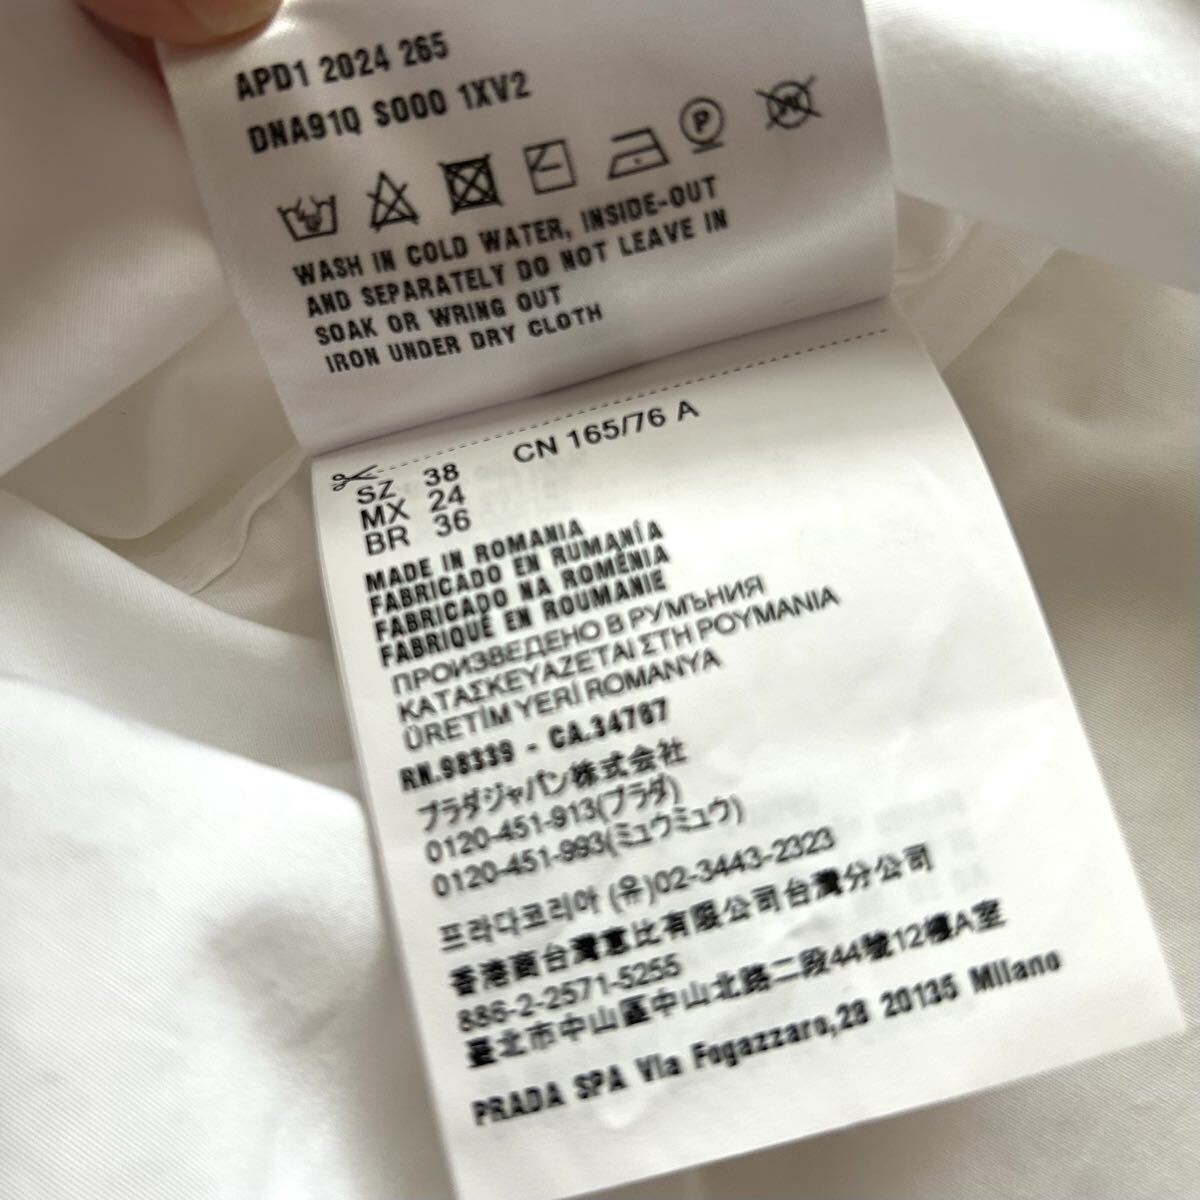 APD1 2024 265
DNA91Q S000 1XV2
P
WASH IN COLD WATER, INSIDE-OUT
AND SEPARATELY DO NOT LEAVE IN
SOAK OR WRING OUT
IRON UNDER DRY CLOTH
CN 165/76 A
SZ 38
MX 24
BR 36
MADE IN ROMANIA
FABRICADO EN RUMANÍA
FABRICADO NA ROMÉNIA
FABRIQUÉ EN ROUMANIE
ПРОИЗВЕДЕНО В РУМЪНИЯ
ΚΑΤΑΣΚΕΥΑΖΕΤΑΙ ΣΤΗ ΡΟΥΜΑΝΙΑ
ÜRETİM YERİ ROMANYA
RN.98339 - CA.34767
プラダジャパン株式会社
0120-451-913(プラダ)
0120-451-993(ミュウミュウ)
프라다코리아 (유)02-3443-2323
香港商台灣惠比有限公司台灣分公司
886-2-2571-5255
臺北市中山區中山北路二段44號12樓A室
PRADA SPA Via Fogazzaro,28 20135 Milano